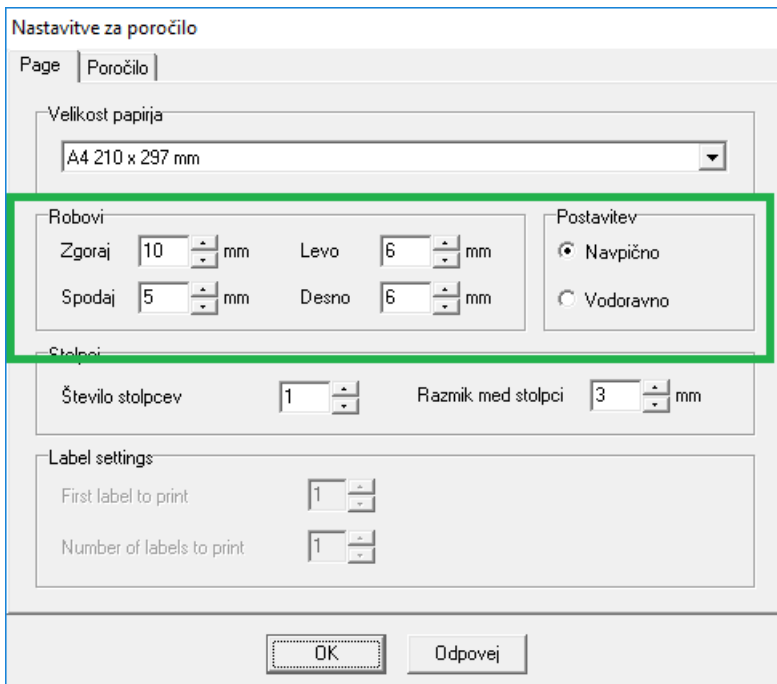 Nastavitve za poročilo
Page Poročilo
Velikost papirja
A4 210 x 297 mm
Robovi Postavitev
Zgoraj 10 mm Levo 6 mm Navpično
Spodaj 5 mm Desno 6 mm Vodoravno
Stolpci
Število stolpcev 1 Razmik med stolpci 3 mm
Label settings
First label to print 1
Number of labels to print 1
OK Odpovej